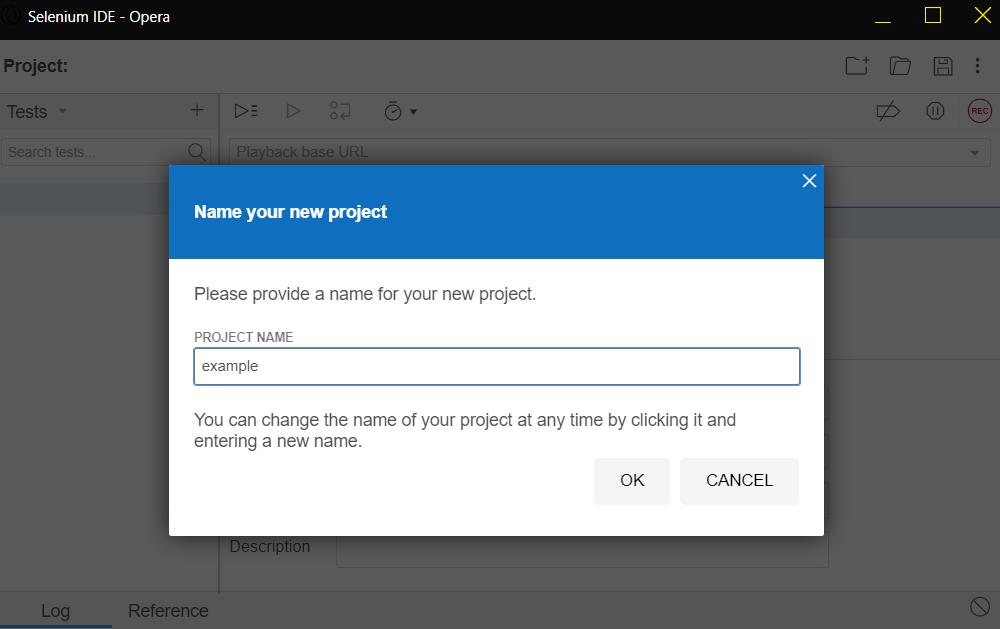 Selenium IDE - Opera
Project:
Tests
REC
Search tests...
Playback base URL
Name your new project
Please provide a name for your new project.
PROJECT NAME
example
You can change the name of your project at any time by clicking it and
entering a new name.
OK CANCEL
Description
Log Reference